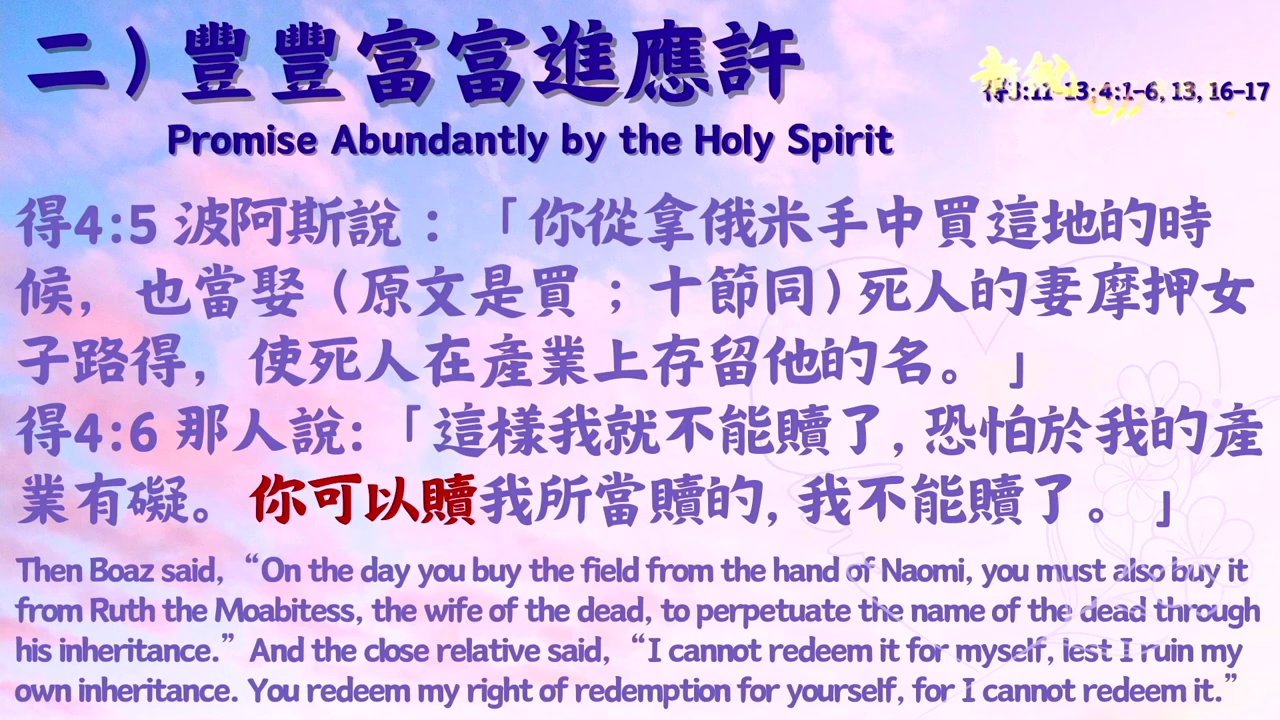 二）豐豐富富進應許
Promise Abundantly by the Holy Spirit
得3:11-13:4:1-6, 13, 16-17
得4:5 波阿斯說：「你從拿俄米手中買這地的時
候，也當娶（原文是買；十節同）死人的妻摩押女
子路得，使死人在產業上存留他的名。」
得4:6 那人說:「這樣我就不能贖了, 恐怕於我的產
業有礙。你可以贖我所當贖的, 我不能贖了。」
Then Boaz said, “On the day you buy the field from the hand of Naomi, you must also buy it
from Ruth the Moabitess, the wife of the dead, to perpetuate the name of the dead through
his inheritance.” And the close relative said, “I cannot redeem it for myself, lest I ruin my
own inheritance. You redeem my right of redemption for yourself, for I cannot redeem it.”